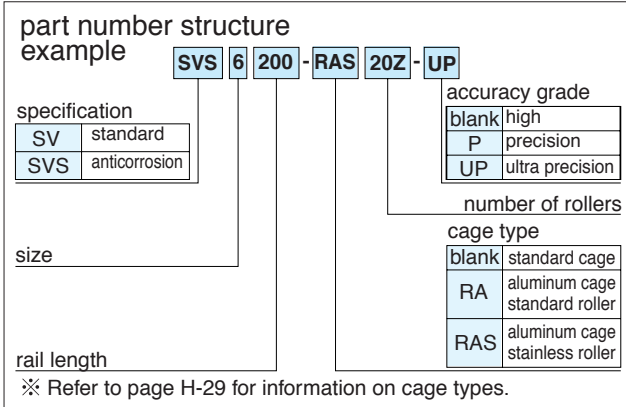 part number structure
example
SVS 6 200 - RAS 20Z - UP
specification
SV standard
SVS anticorrosion
accuracy grade
blank high
P precision
UP ultra precision
number of rollers
cage type
blank standard cage
RA aluminum cage
standard roller
RAS aluminum cage
stainless roller
size
rail length
※ Refer to page H-29 for information on cage types.